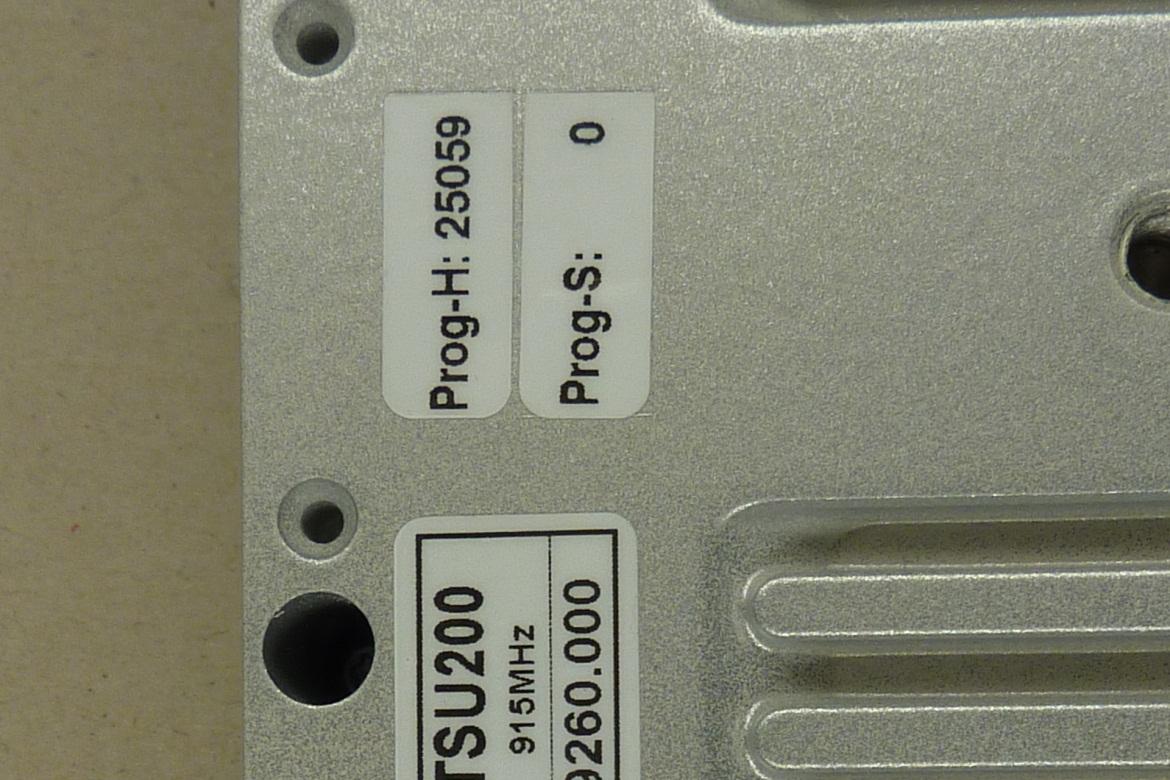 Prog-H: 25059
Prog-S: 0
TSU200
915MHz
9260.000